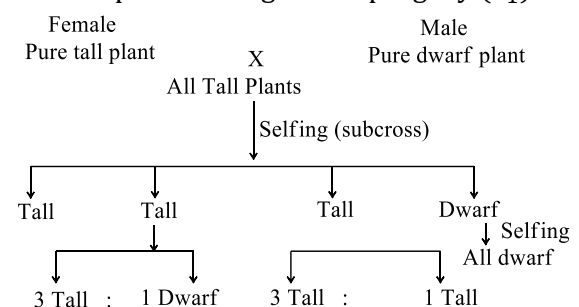 Female
Male
Pure tall plant
Pure dwarf plant
X
All Tall Plants
Selfing (subcross)
Tall Tall Tall Dwarf
Selfing
All dwarf
3 Tall : 1 Dwarf 3 Tall : 1 Tall